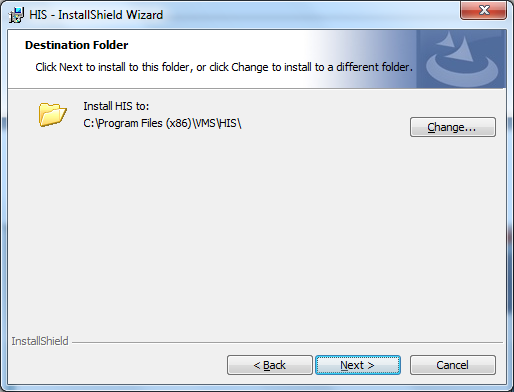 HIS - InstallShield Wizard
Destination Folder
Click Next to install to this folder, or click Change to install to a different folder.
Install HIS to:
C:\Program Files (x86)\VMS\HIS\
Change...
InstallShield
< Back
Next >
Cancel